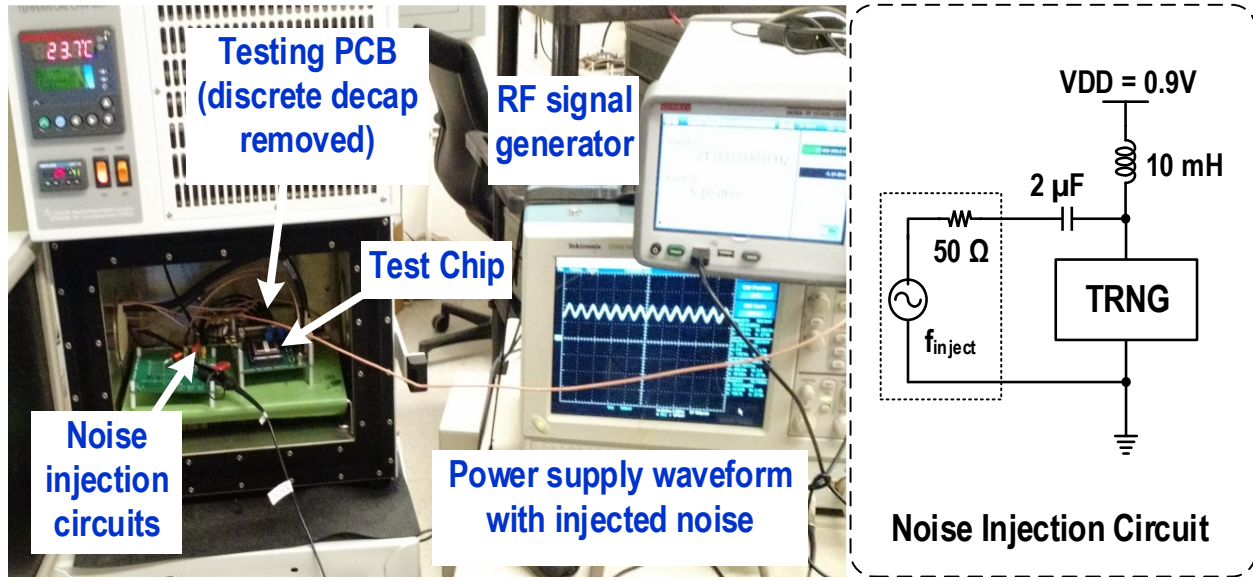 23.7°C
Testing PCB
(discrete decap
removed)
RF signal
generator
Test Chip
Tektronix
Noise
injection
circuits
Power supply waveform
with injected noise
VDD = 0.9V
10 mH
2 µF
50 Ω
TRNG
finject
Noise Injection Circuit